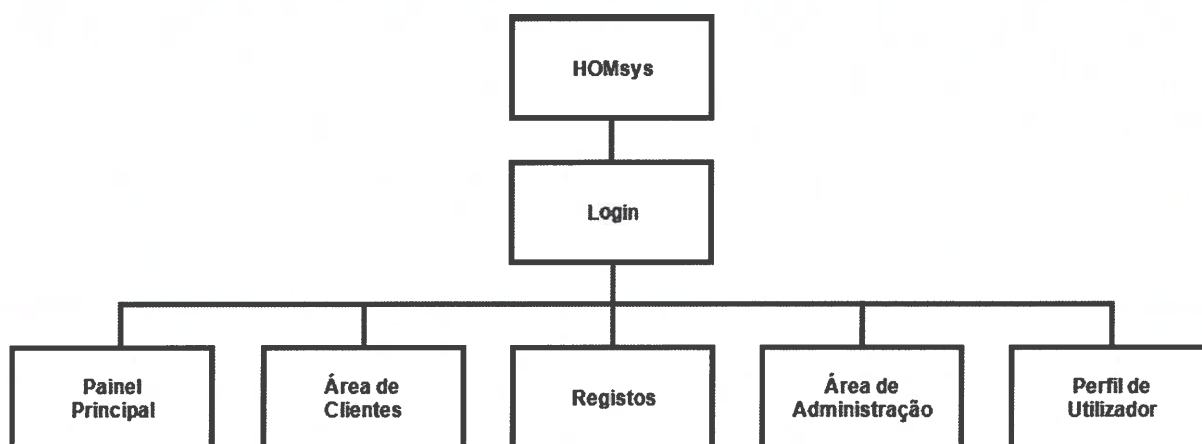 HOMsys
Login
Painel
Principal
Área de
Clientes
Registos
Área de
Administração
Perfil de
Utilizador